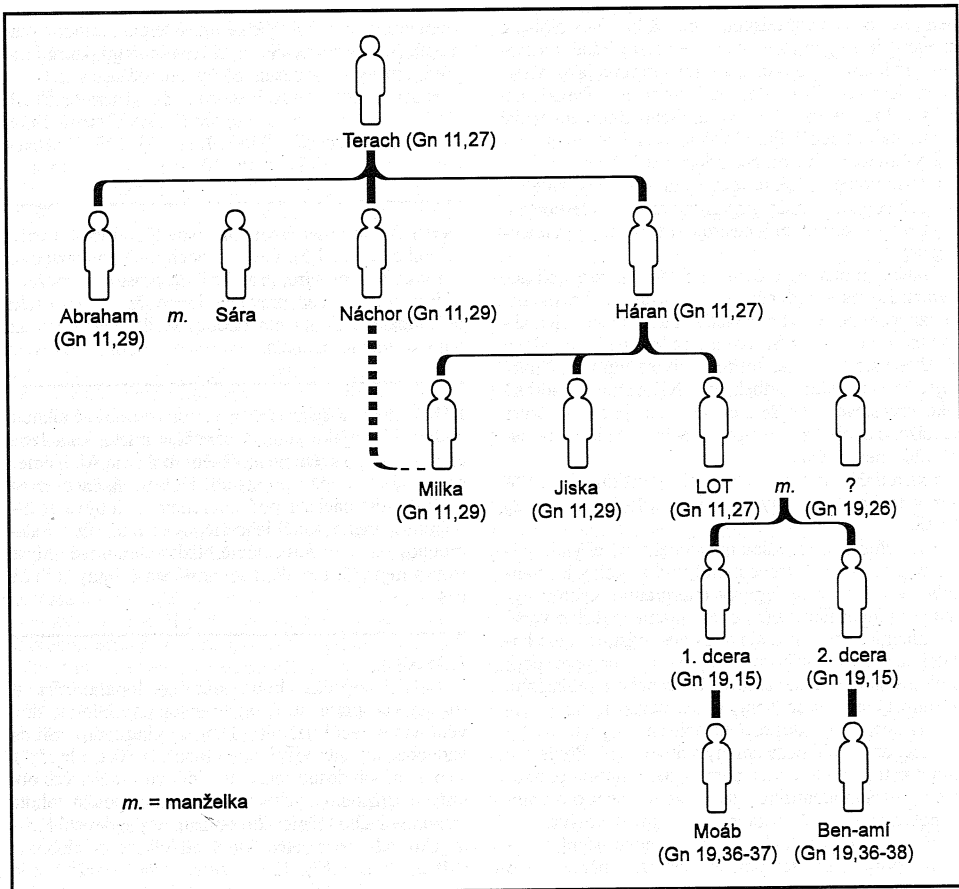 Terach (Gn 11,27)
Abraham m. Sára Náchor (Gn 11,29) Háran (Gn 11,27)
(Gn 11,29)
Milka Jiska LOT m. ?
(Gn 11,29) (Gn 11,29) (Gn 11,27) (Gn 19,26)
1. dcera 2. dcera
(Gn 19,15) (Gn 19,15)
m. = manželka
Moáb Ben-amí
(Gn 19,36-37) (Gn 19,36-38)